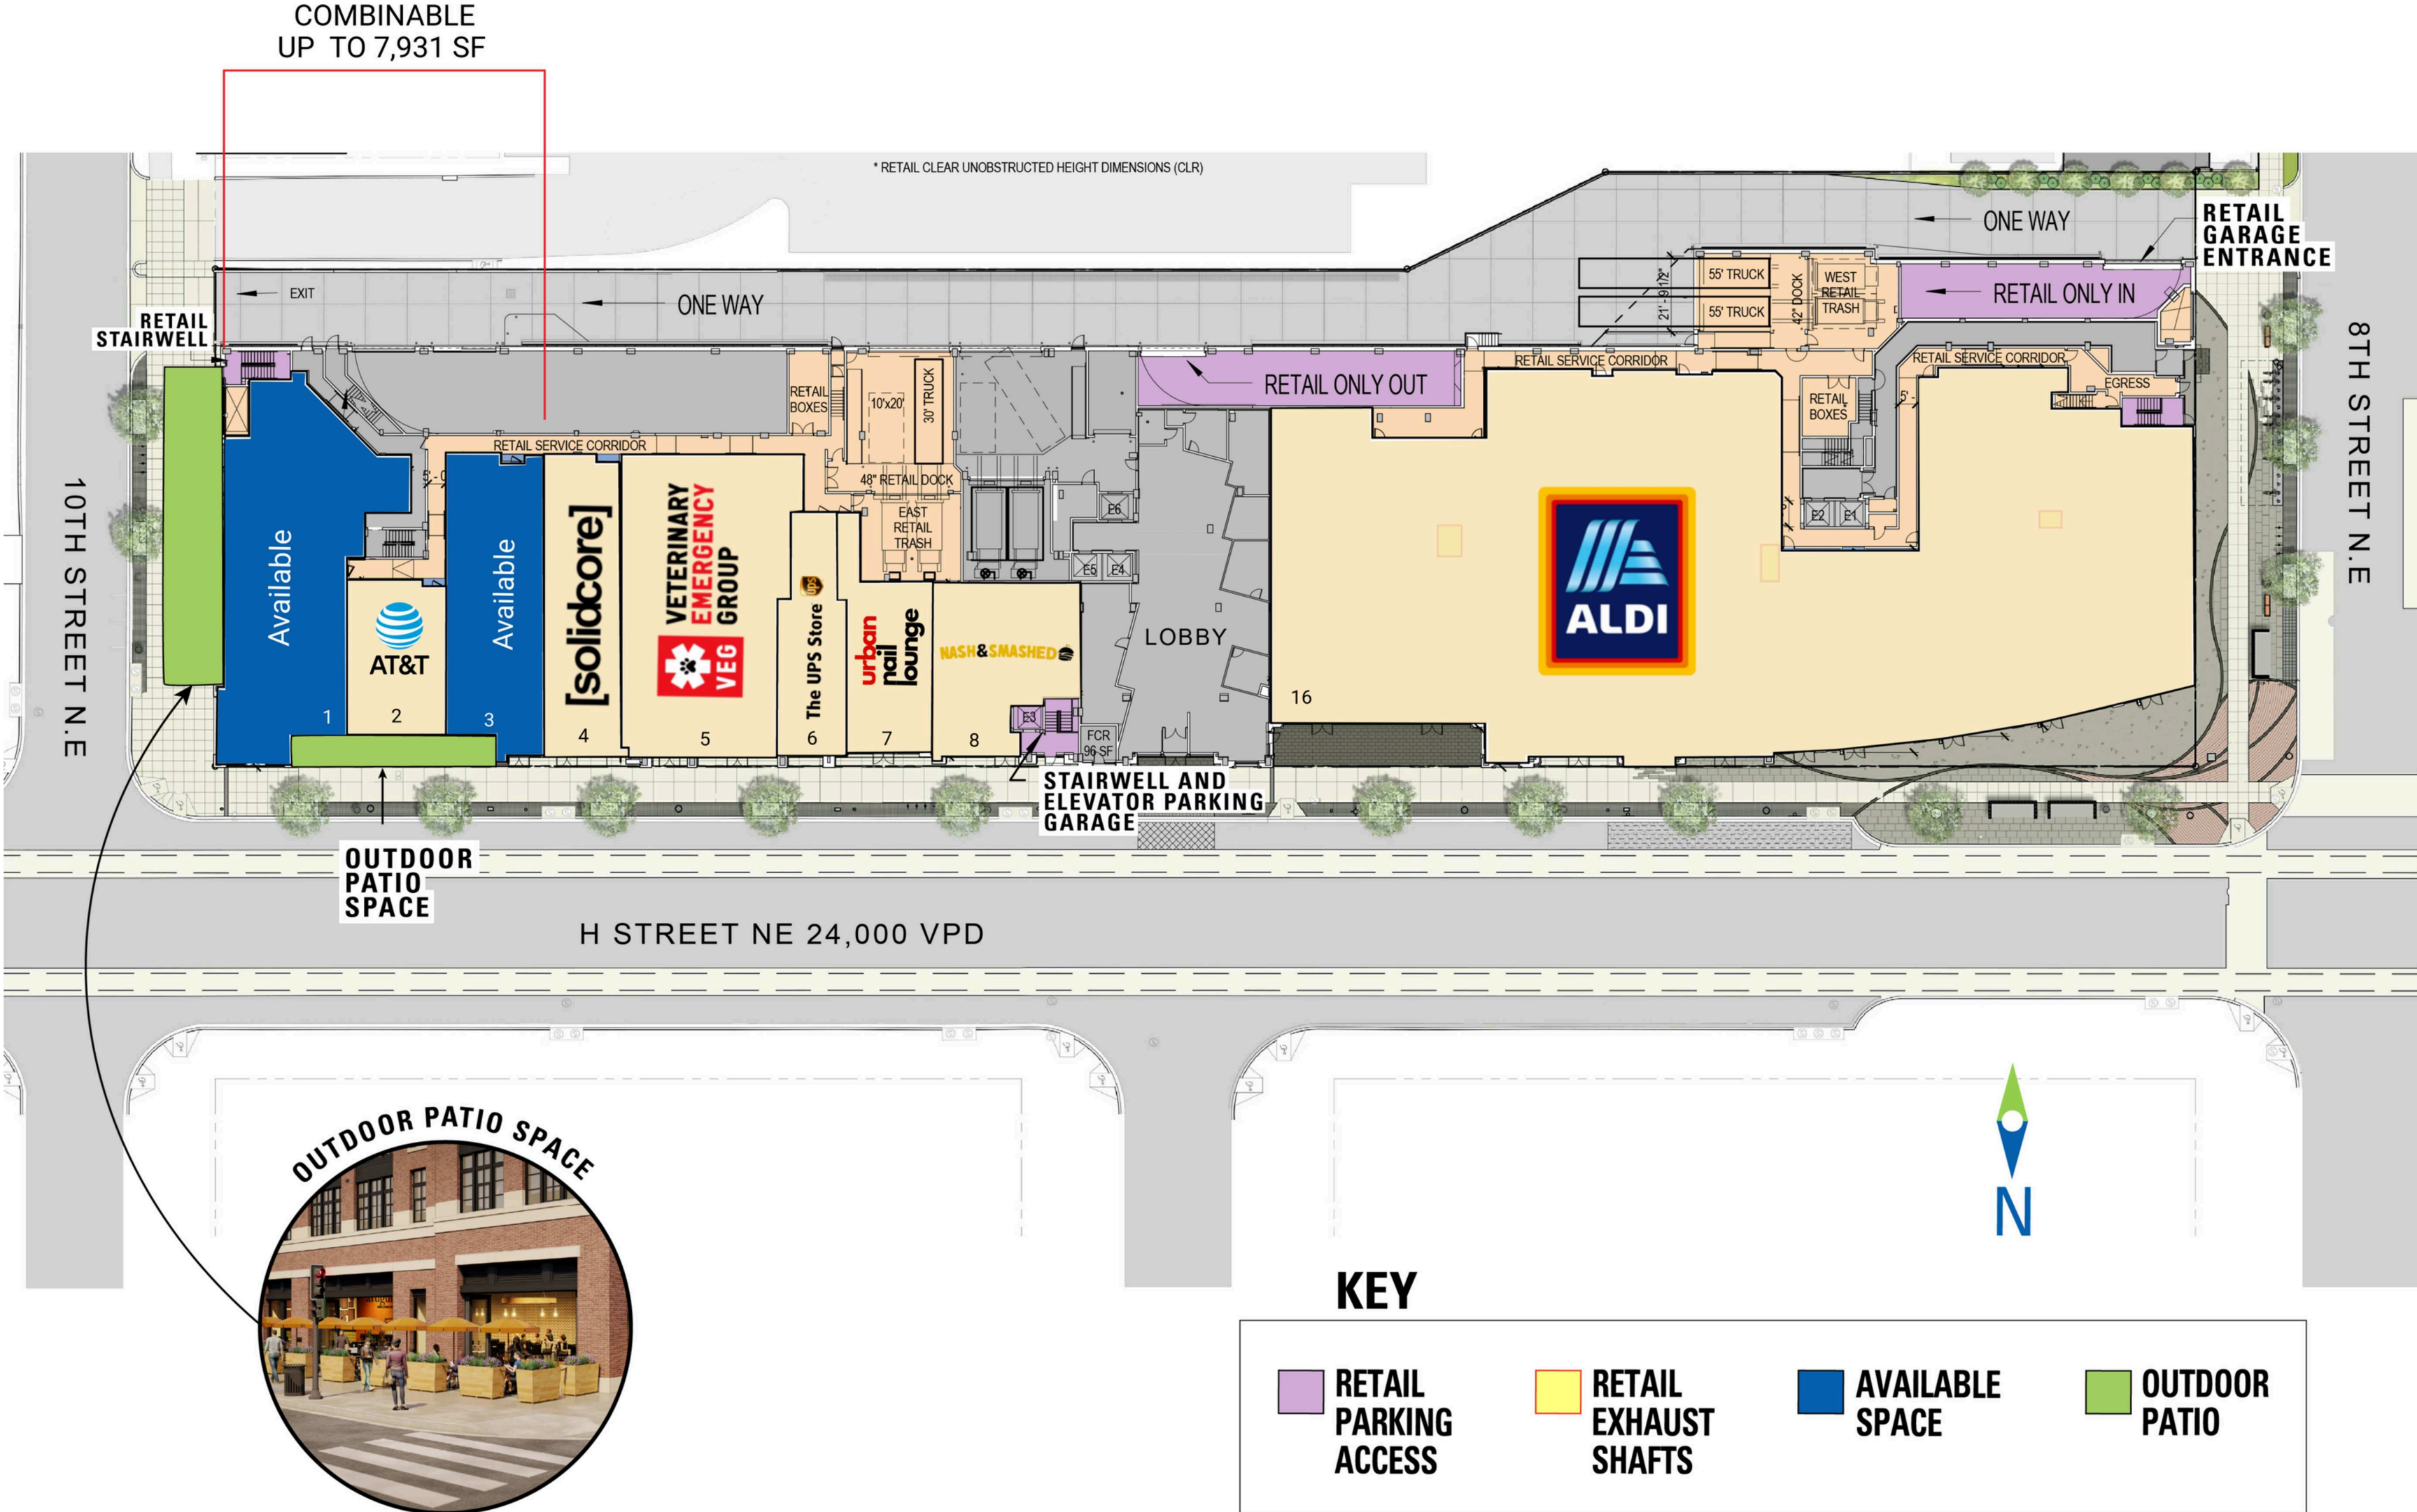 COMBINABLE
UP TO 7,931 SF
* RETAIL CLEAR UNOBSTRUCTED HEIGHT DIMENSIONS (CLR)
ONE WAY
RETAIL
GARAGE
ENTRANCE
EXIT
ONE WAY
RETAIL
STAIRWELL
55' TRUCK
55' TRUCK
21' - 9 1/2"
42" DOCK
WEST
RETAIL
TRASH
RETAIL ONLY IN
RETAIL ONLY OUT
RETAIL SERVICE CORRIDOR
RETAIL SERVICE CORRIDOR
EGRESS
RETAIL
BOXES
10'x20'
30' TRUCK
RETAIL
BOXES
RETAIL SERVICE CORRIDOR
48" RETAIL DOCK
EAST
RETAIL
TRASH
E6
E5
E4
E2
E1
10TH STREET N.E
8TH STREET N.E
Available
1
AT&T
2
Available
3
[solidcore]
4
VETERINARY
EMERGENCY
GROUP
VEG
5
ups
The UPS Store
6
urban
nail
lounge
7
NASH&SMASHED
8
E3
FCR
96 SF
LOBBY
ALDI
16
STAIRWELL AND
ELEVATOR PARKING
GARAGE
OUTDOOR
PATIO
SPACE
H STREET NE 24,000 VPD
OUTDOOR PATIO SPACE
N
KEY
RETAIL
PARKING
ACCESS
RETAIL
EXHAUST
SHAFTS
AVAILABLE
SPACE
OUTDOOR
PATIO